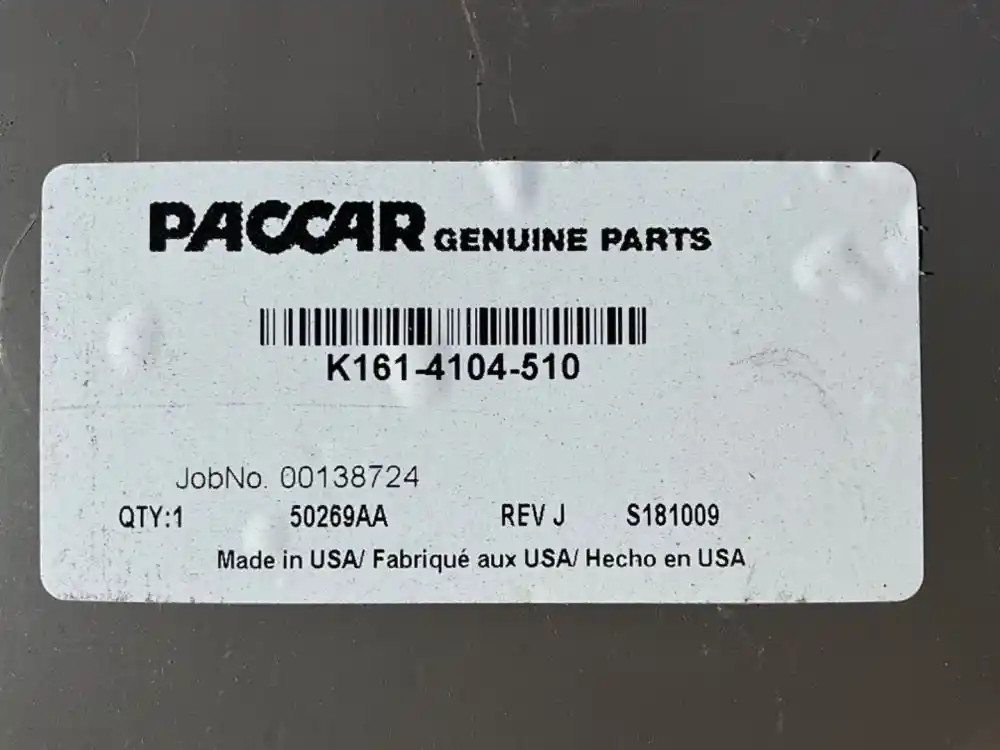 PACCAR GENUINE PARTS
K161-4104-510
JobNo. 00138724
QTY:1 50269AA REV J S181009
Made in USA/ Fabriqué aux USA/ Hecho en USA